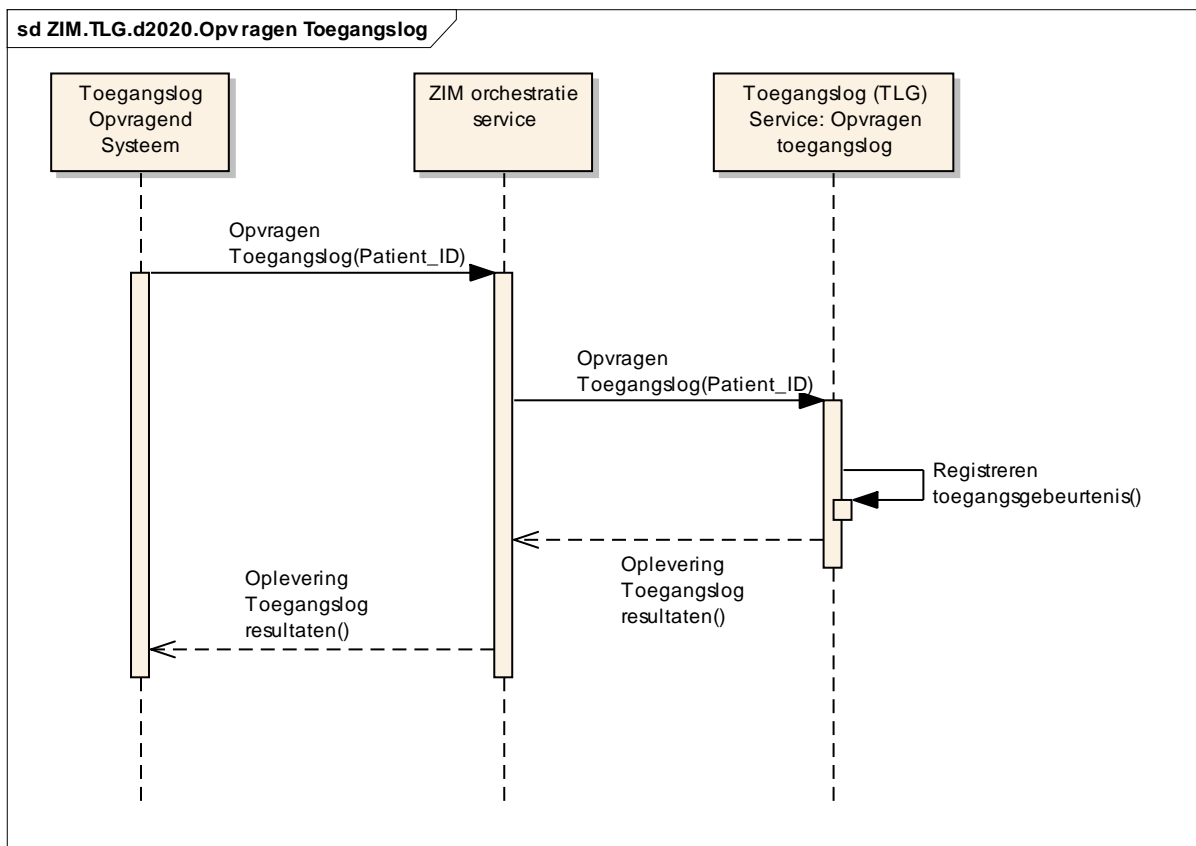 sd ZIM.TLG.d2020.Opvragen Toegangslog
Toegangslog
Opvragend
Systeem
ZIM orchestratie
service
Toegangslog (TLG)
Service: Opvragen
toegangslog
Opvragen
Toegangslog(Patient_ID)
Opvragen
Toegangslog(Patient_ID)
Registreren
toegangsgebeurtenis()
Oplevering
Toegangslog
resultaten()
Oplevering
Toegangslog
resultaten()